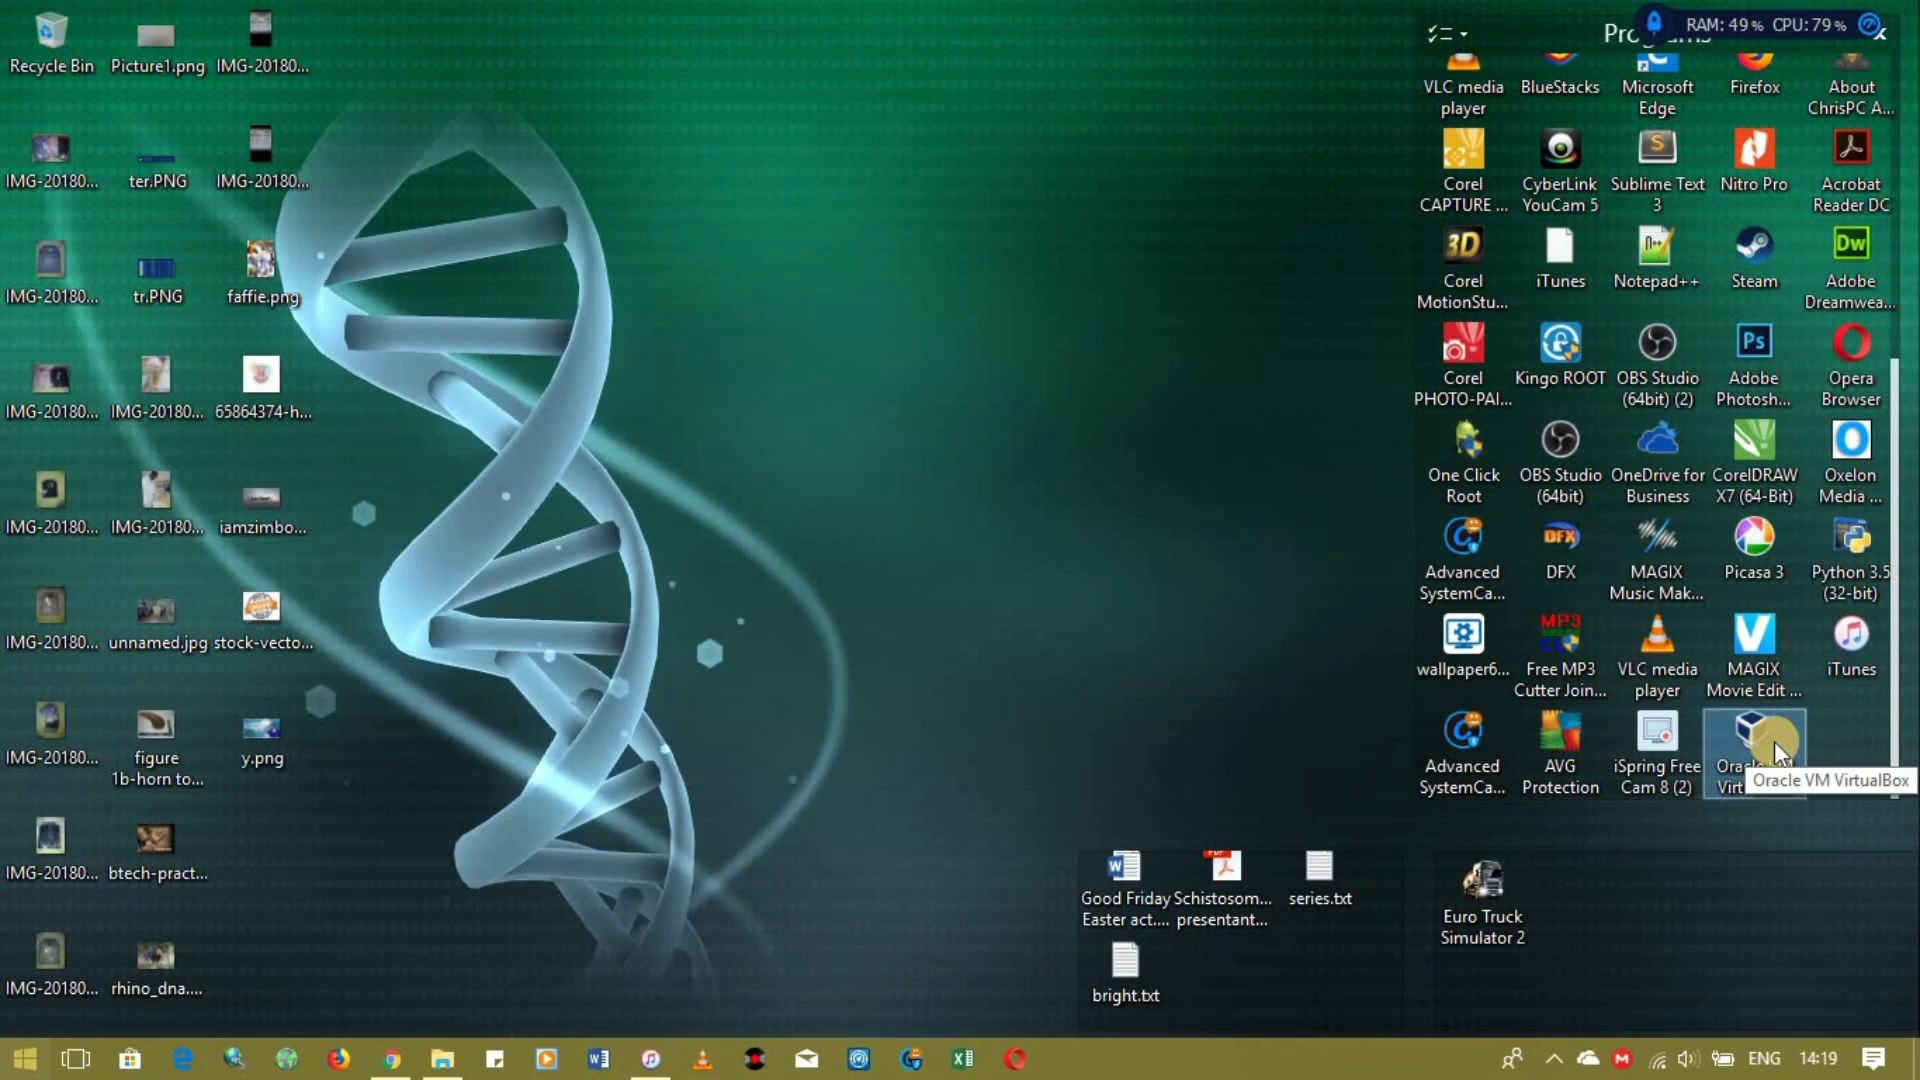 Recycle Bin
Picture1.png
IMG-20180...
IMG-20180...
ter.PNG
IMG-20180...
IMG-20180...
tr.PNG
faffie.png
IMG-20180...
IMG-20180...
65864374-h...
IMG-20180...
IMG-20180...
iamzimbo...
IMG-20180...
unnamed.jpg
stock-vecto...
IMG-20180...
figure
1b-horn to...
y.png
IMG-20180...
btech-pract...
IMG-20180...
rhino_dna....
RAM: 49% CPU: 79%
VLC media
player
BlueStacks
Microsoft
Edge
Firefox
About
ChrisPC A...
Corel
CAPTURE ...
CyberLink
YouCam 5
Sublime Text
3
Nitro Pro
Acrobat
Reader DC
Corel
MotionStu...
iTunes
Notepad++
Steam
Adobe
Dreamwea...
Corel
PHOTO-PAI...
Kingo ROOT
OBS Studio
(64bit) (2)
Adobe
Photosh...
Opera
Browser
One Click
Root
OBS Studio
(64bit)
OneDrive for
Business
CorelDRAW
X7 (64-Bit)
Oxelon
Media ...
Advanced
SystemCa...
DFX
MAGIX
Music Mak...
Picasa 3
Python 3.5
(32-bit)
wallpaper6...
Free MP3
Cutter Join...
VLC media
player
MAGIX
Movie Edit ...
iTunes
Advanced
SystemCa...
AVG
Protection
iSpring Free
Cam 8 (2)
Oracle VM VirtualBox
Good Friday
Easter act....
Schistosom...
presentant...
series.txt
bright.txt
Euro Truck
Simulator 2
ENG
14:19